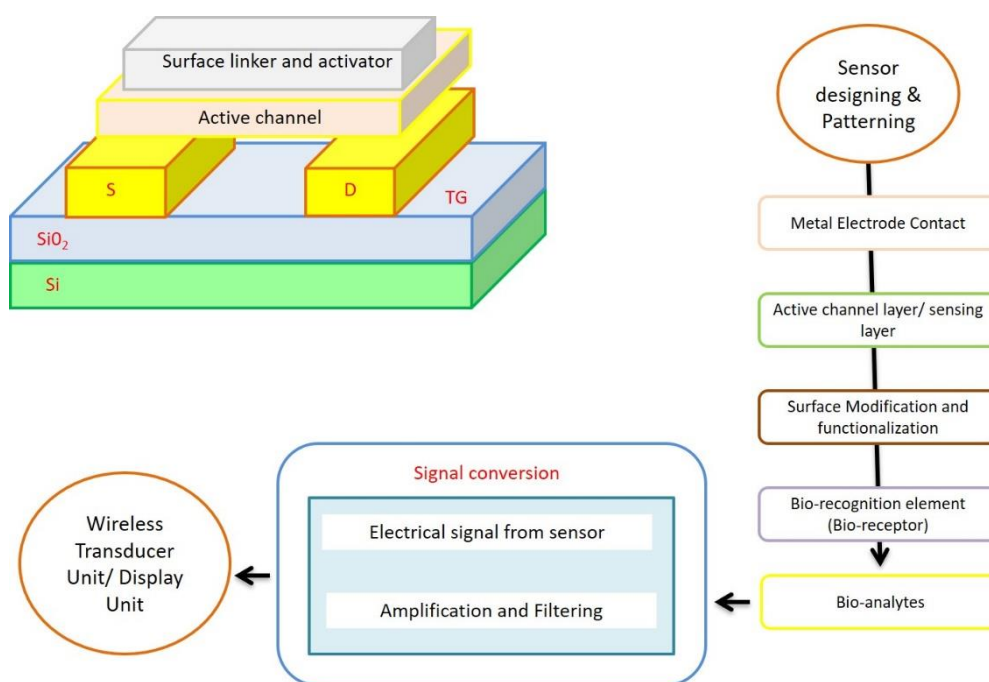 Surface linker and activator
Active channel
S
D
TG
SiO₂
Si
Sensor
designing &
Patterning
Metal Electrode Contact
Active channel layer/ sensing
layer
Surface Modification and
functionalization
Bio-recognition element
(Bio-receptor)
Bio-analytes
Signal conversion
Electrical signal from sensor
Amplification and Filtering
Wireless
Transducer
Unit/ Display
Unit